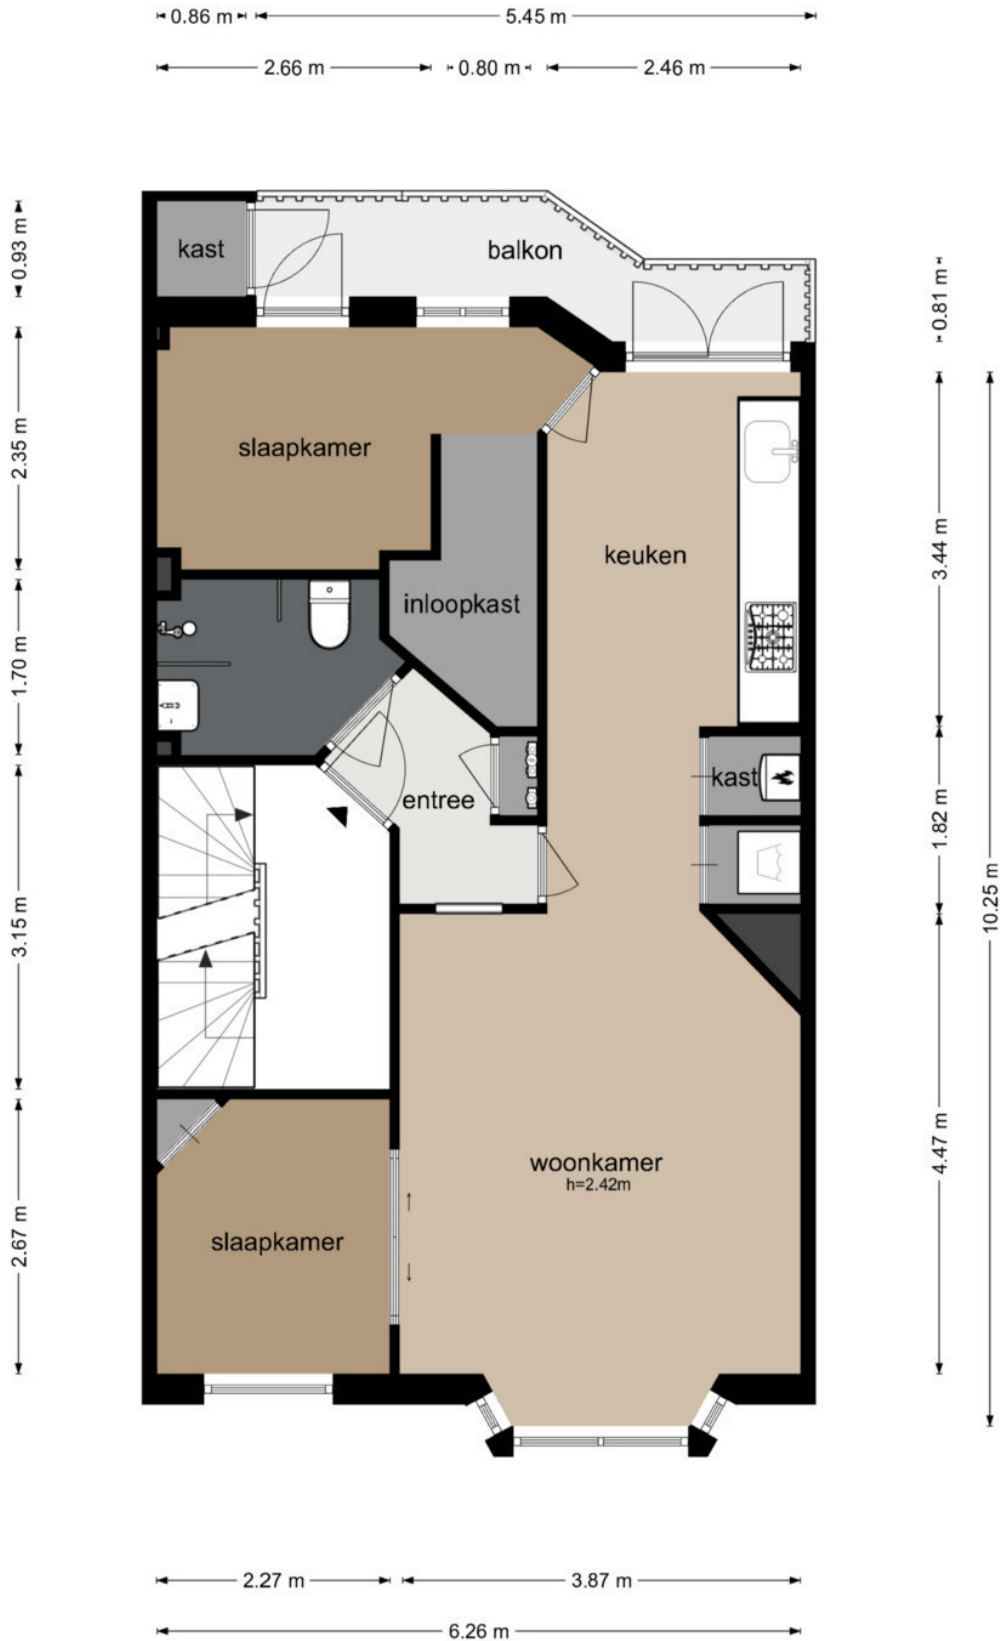 0.86 m
5.45 m
2.66 m
0.80 m
2.46 m
0.93 m
kast
balkon
0.81 m
2.35 m
slaapkamer
3.44 m
keuken
inloopkast
1.70 m
kast
entree
1.82 m
10.25 m
3.15 m
4.47 m
woonkamer
h=2.42m
2.67 m
slaapkamer
2.27 m
3.87 m
6.26 m